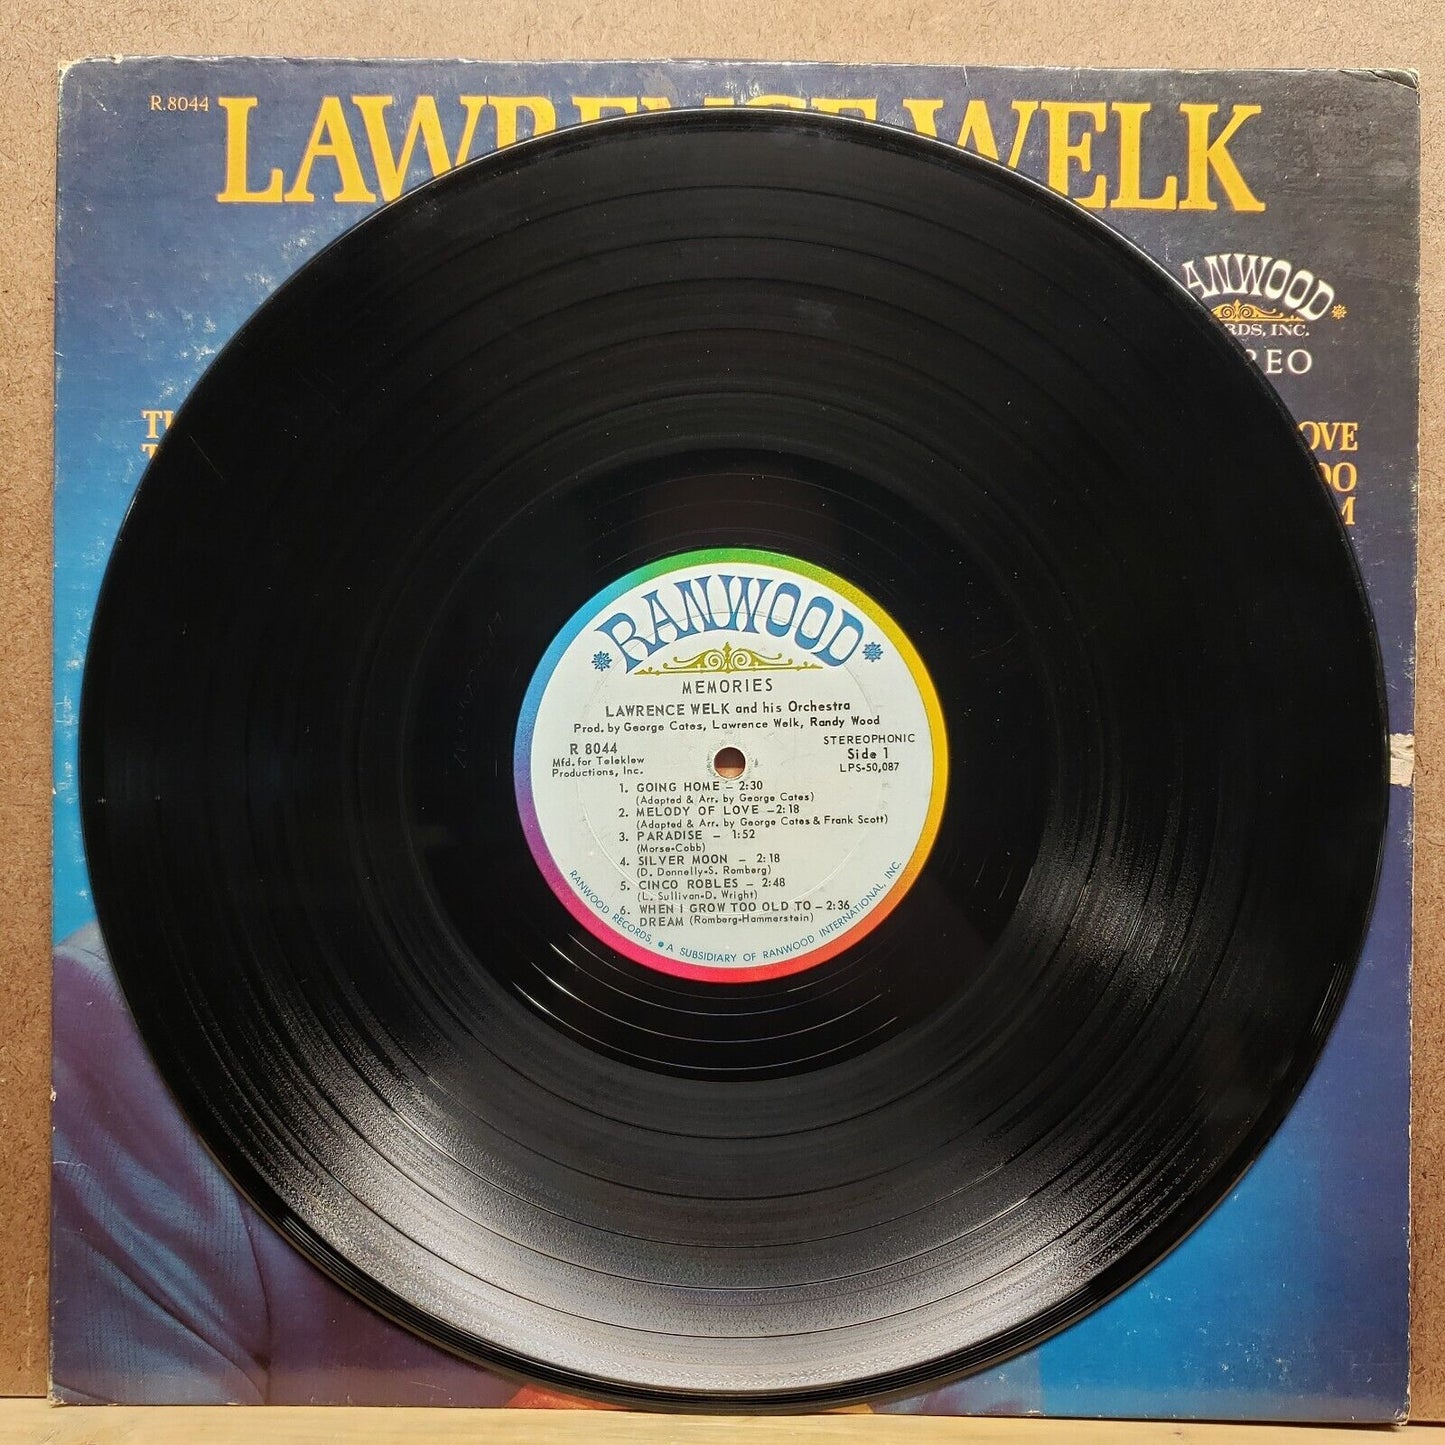 R.8044 LAWRENCE WELK
RANWOOD
INC.
OVE
RANWOOD
MEMORIES
LAWRENCE WELK and his Orchestra
Prod. by George Cates, Lawrence Welk, Randy Wood
R 8044
Mfd. for Teleklew
Productions, Inc.
STEREOPHONIC
Side 1
LPS-50,087
1. GOING HOME – 2:30
(Adapted & Arr. by George Cates)
2. MELODY OF LOVE –2:18
(Adapted & Arr. by George Cates & Frank Scott)
3. PARADISE – 1:52
(Morse-Cobb)
4. SILVER MOON – 2:18
(D. Donnelly-S. Romberg)
5. CINCO ROBLES – 2:48
(L. Sullivan-D. Wright)
6. WHEN I GROW TOO OLD TO – 2:36
DREAM (Romberg-Hammerstein)
RANWOOD RECORDS, • A SUBSIDIARY OF RANWOOD INTERNATIONAL, INC.